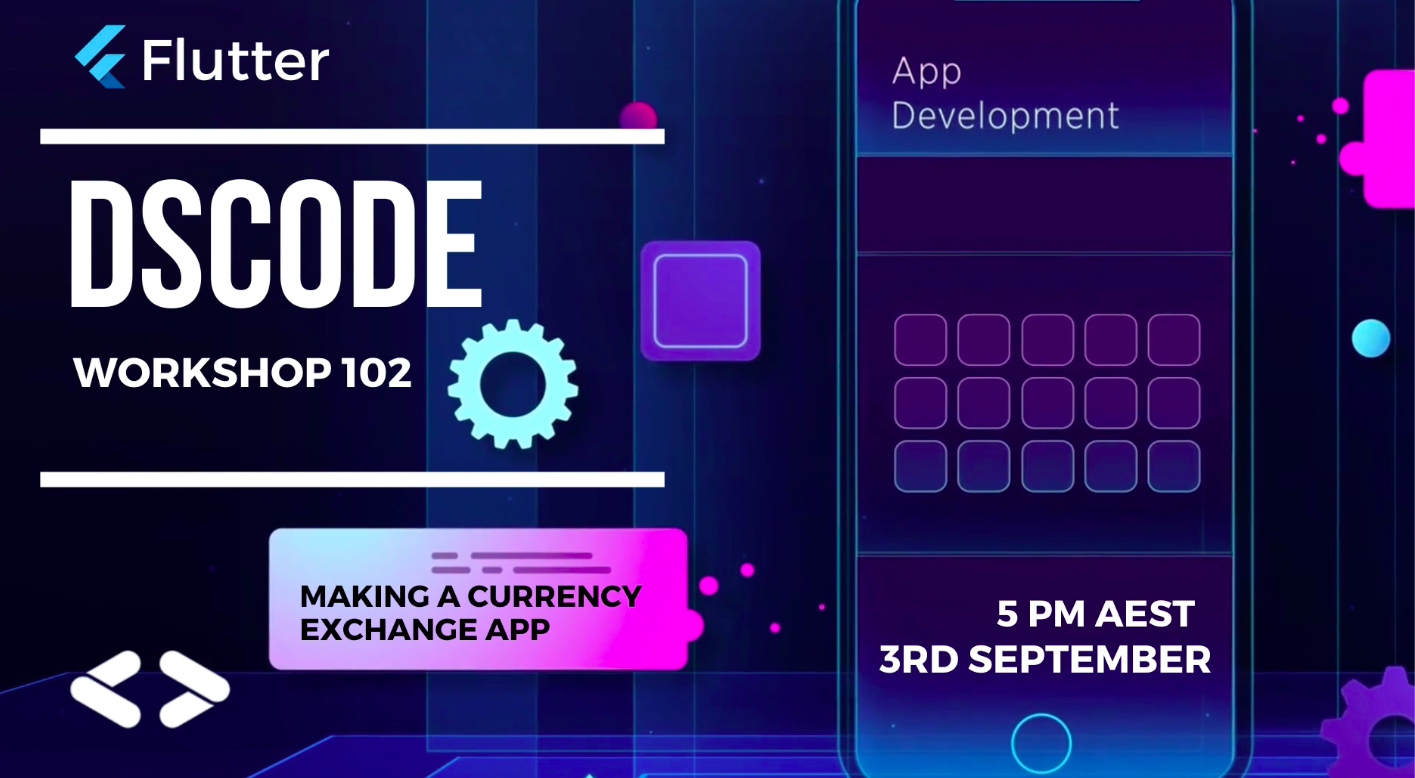 Flutter
DSCODE
WORKSHOP 102
MAKING A CURRENCY
EXCHANGE APP
App
Development
5 PM AEST
3RD SEPTEMBER